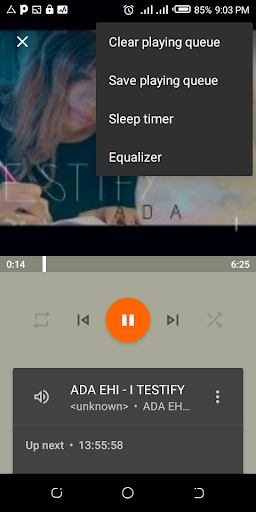 85% 9:03 PM
Clear playing queue
Save playing queue
Sleep timer
Equalizer
ESTIFY
ADA
0:14
6:25
ADA EHI - I TESTIFY
<unknown> • ADA EH...
Up next • 13:55:58